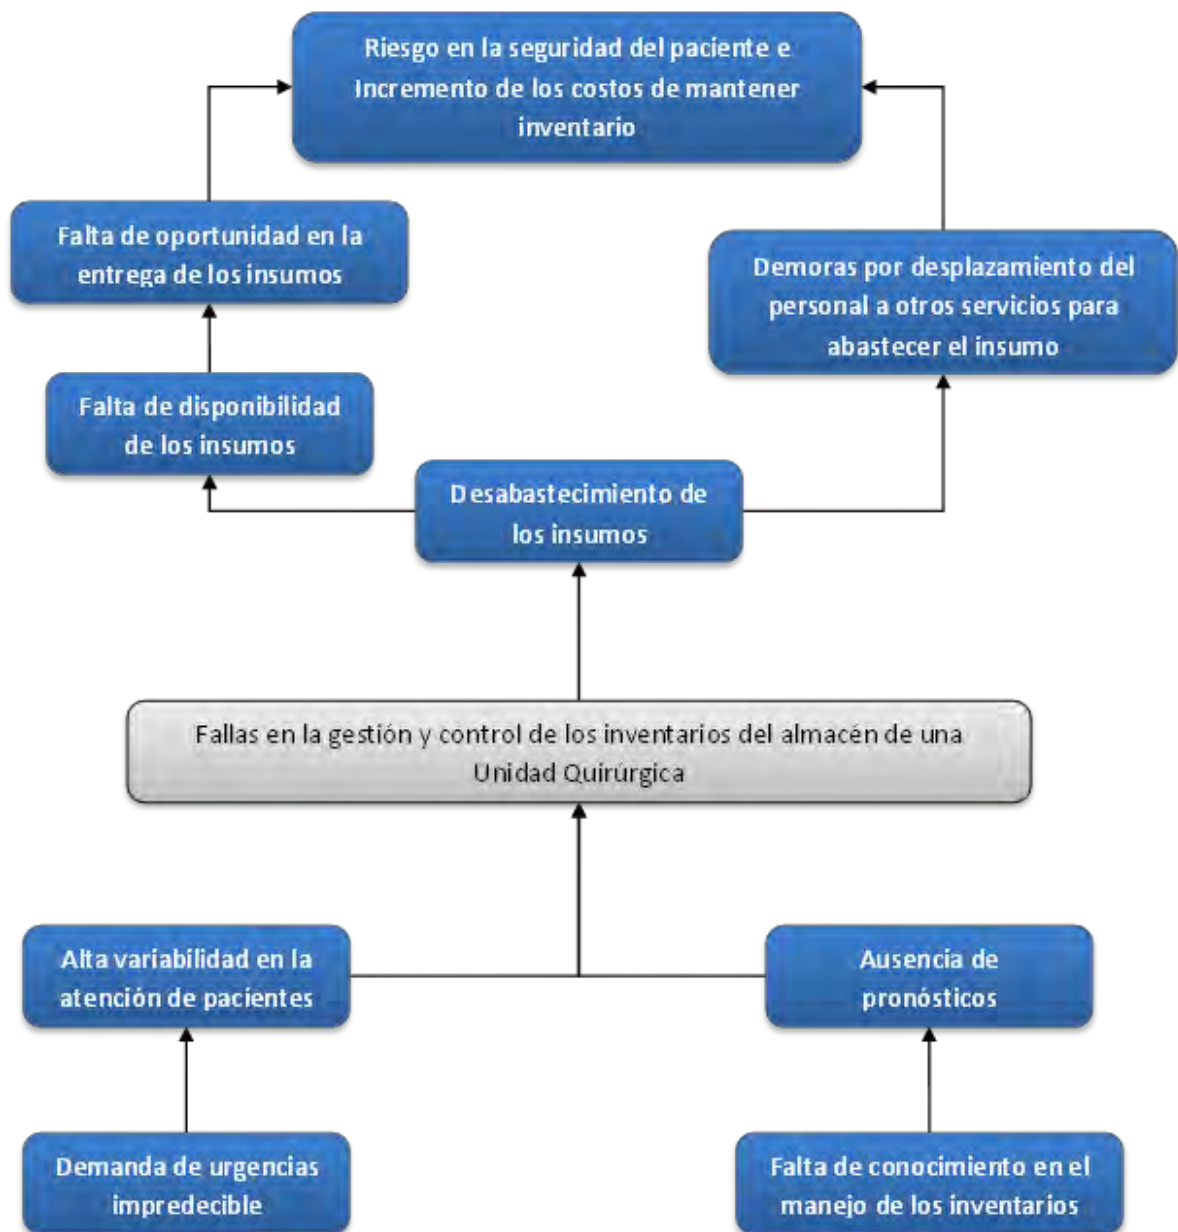 Riesgo en la seguridad del paciente e
Incremento de los costos de mantener
inventario
Falta de oportunidad en la
entrega de los insumos
Demoras por desplazamiento del
personal a otros servicios para
abastecer el insumo
Falta de disponibilidad
de los insumos
Desabastecimiento de
los insumos
Fallas en la gestión y control de los inventarios del almacén de una
Unidad Quirúrgica
Alta variabilidad en la
atención de pacientes
Ausencia de
pronósticos
Demanda de urgencias
impredecible
Falta de conocimiento en el
manejo de los inventarios